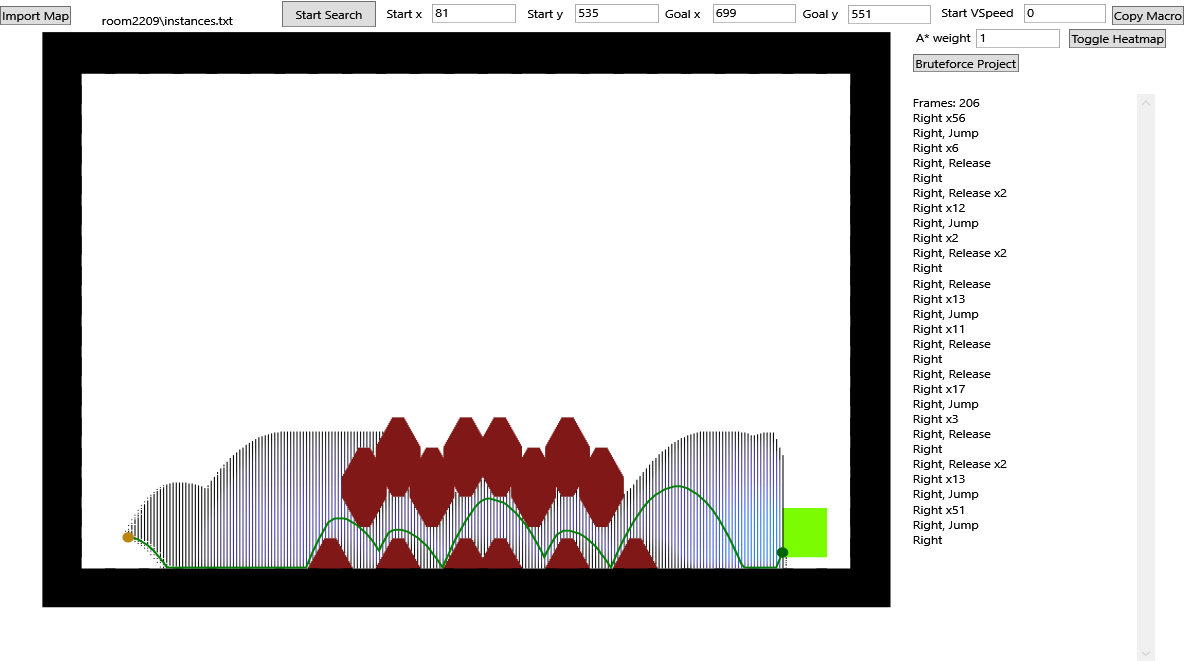 Import Map room2209\instances.txt Start Search Start x 81 Start y 535 Goal x 699 Goal y 551 Start VSpeed 0 Copy Macro
A* weight 1 Toggle Heatmap
Bruteforce Project
Frames: 206
Right x56
Right, Jump
Right x6
Right, Release
Right
Right, Release x2
Right x12
Right, Jump
Right x2
Right, Release x2
Right
Right, Release
Right x13
Right, Jump
Right x11
Right, Release
Right
Right, Release
Right x17
Right, Jump
Right x3
Right, Release
Right
Right, Release x2
Right x13
Right, Jump
Right x51
Right, Jump
Right